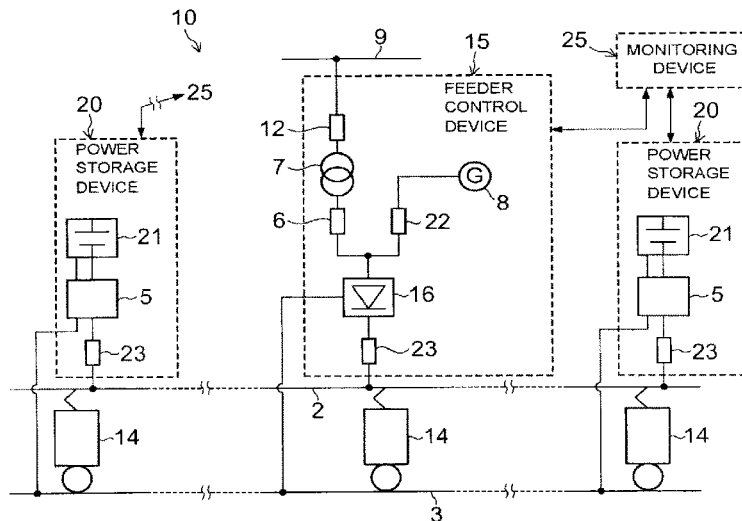 10
9
15
25
MONITORING
DEVICE
20
25
FEEDER
CONTROL
DEVICE
20
POWER
STORAGE
DEVICE
12
7
G
8
POWER
STORAGE
DEVICE
6
22
21
21
5
16
5
23
23
23
2
14
14
14
3